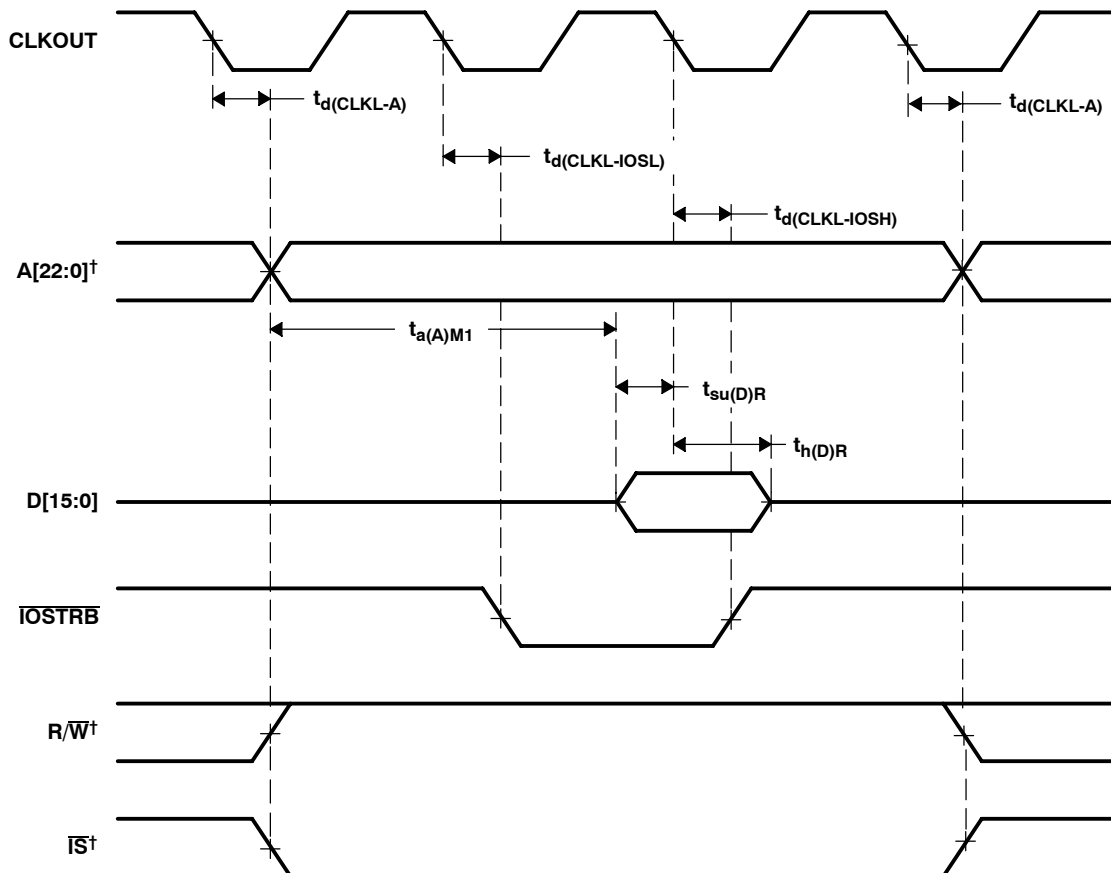 CLKOUT
td(CLKL-A)
td(CLKL-A)
td(CLKL-IOSL)
td(CLKL-IOSH)
A[22:0]†
ta(A)M1
tsu(D)R
th(D)R
D[15:0]
IOSTRB
R/W†
IS†